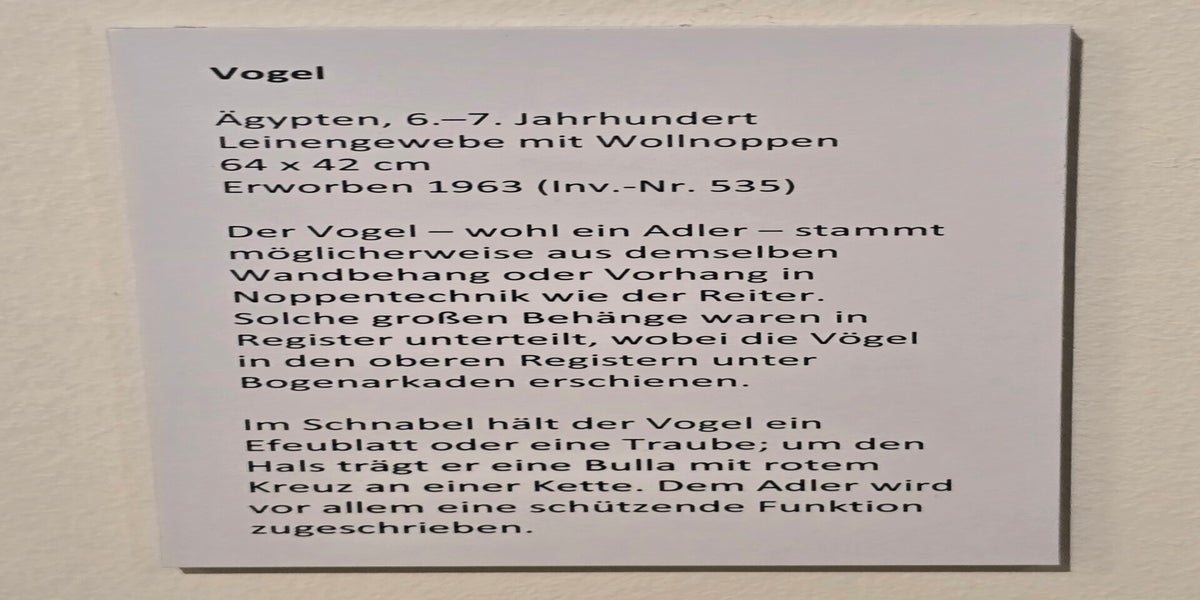 Vogel
Ägypten, 6.–7. Jahrhundert
Leinengewebe mit Wollnoppen
64 x 42 cm
Erworben 1963 (Inv.-Nr. 535)
Der Vogel – wohl ein Adler – stammt
möglicherweise aus demselben
Wandbehang oder Vorhang in
Noppentechnik wie der Reiter.
Solche großen Behänge waren in
Register unterteilt, wobei die Vögel
in den oberen Registern unter
Bogenarkaden erschienen.
Im Schnabel hält der Vogel ein
Efeublatt oder eine Traube; um den
Hals trägt er eine Bulla mit rotem
Kreuz an einer Kette. Dem Adler wird
vor allem eine schützende Funktion
zugeschrieben.